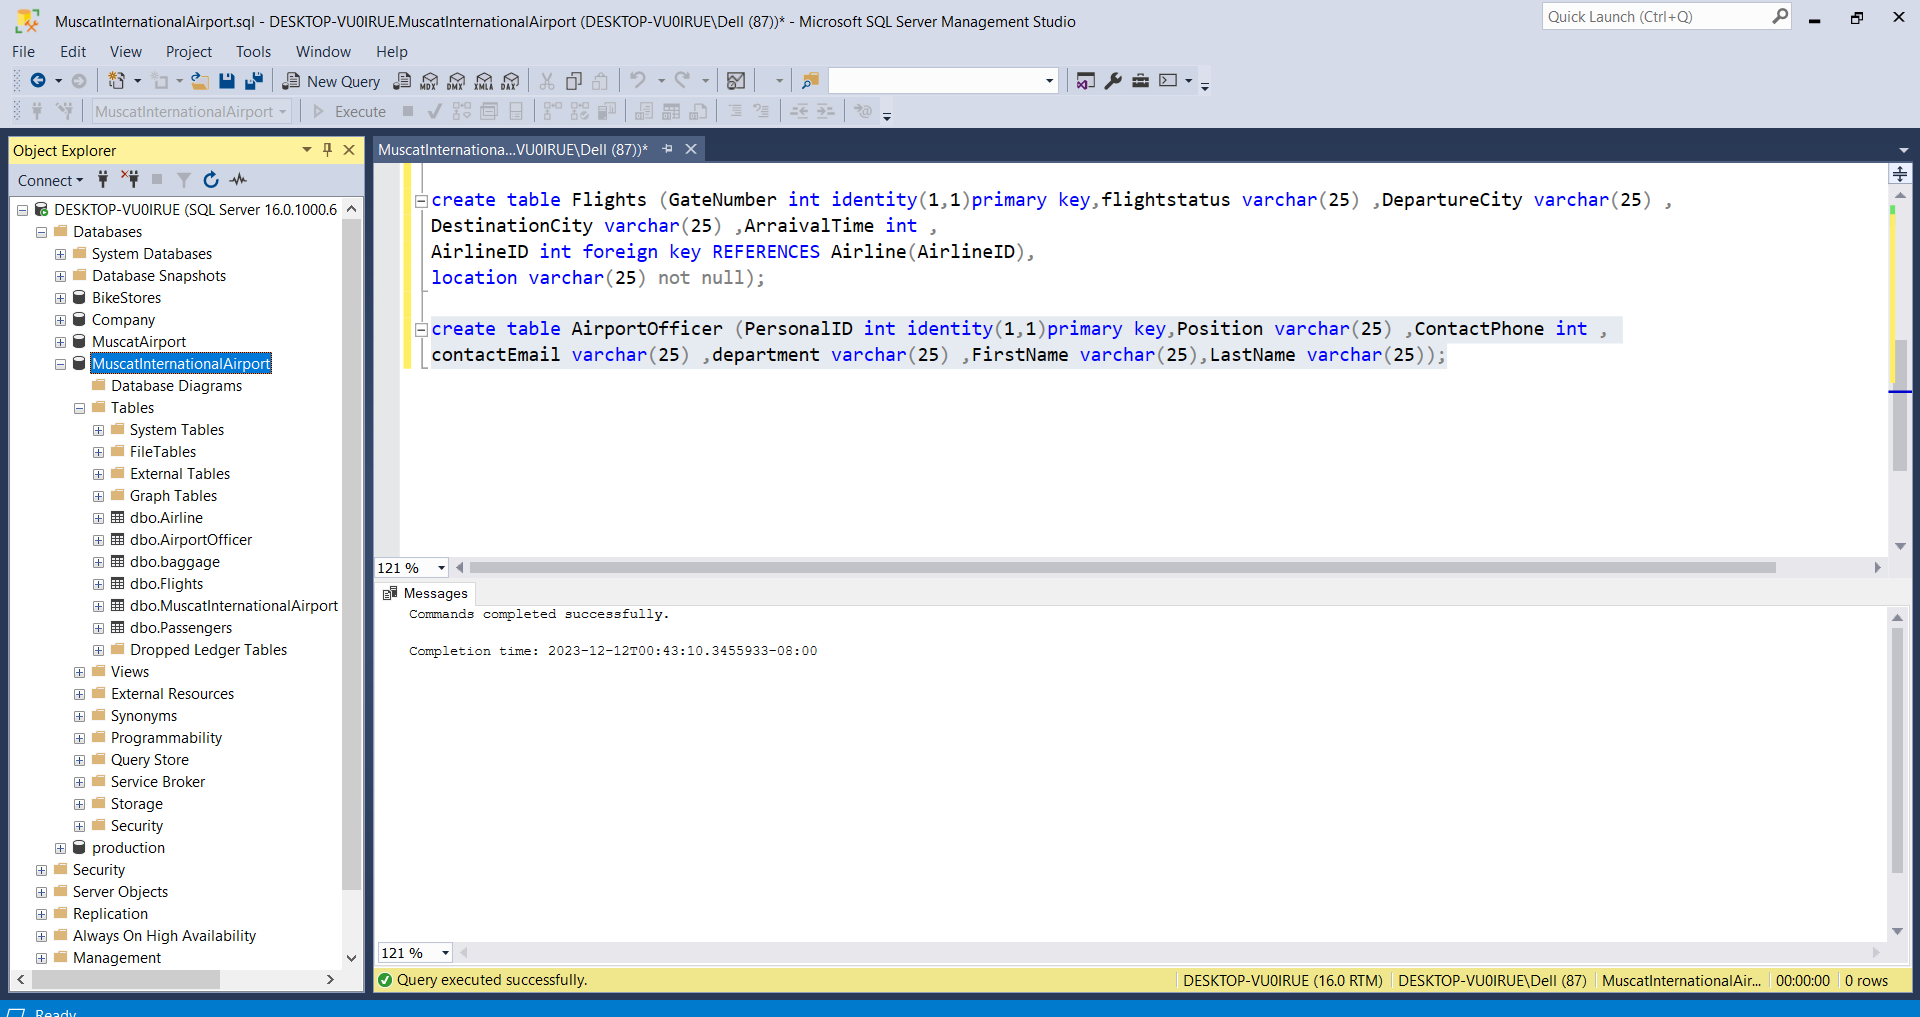 MuscatInternationalAirport.sql - DESKTOP-VU0IRUE.MuscatInternationalAirport (DESKTOP-VU0IRUE\Dell (87))* - Microsoft SQL Server Management Studio
Quick Launch (Ctrl+Q)
File Edit View Project Tools Window Help
New Query MDX DMX XMLA DAX
MuscatInternationalAirport Execute
Object Explorer
Connect
DESKTOP-VU0IRUE (SQL Server 16.0.1000.6
Databases
System Databases
Database Snapshots
BikeStores
Company
MuscatAirport
MuscatInternationalAirport
Database Diagrams
Tables
System Tables
FileTables
External Tables
Graph Tables
dbo.Airline
dbo.AirportOfficer
dbo.baggage
dbo.Flights
dbo.MuscatInternationalAirport
dbo.Passengers
Dropped Ledger Tables
Views
External Resources
Synonyms
Programmability
Query Store
Service Broker
Storage
Security
production
Security
Server Objects
Replication
Always On High Availability
Management
MuscatInternationa...VU0IRUE\Dell (87))*
create table Flights (GateNumber int identity(1,1)primary key,flightstatus varchar(25) ,DepartureCity varchar(25) ,
DestinationCity varchar(25) ,ArraivalTime int ,
AirlineID int foreign key REFERENCES Airline(AirlineID),
location varchar(25) not null);
create table AirportOfficer (PersonalID int identity(1,1)primary key,Position varchar(25) ,ContactPhone int ,
contactEmail varchar(25) ,department varchar(25) ,FirstName varchar(25),LastName varchar(25));
121 %
Messages
Commands completed successfully.
Completion time: 2023-12-12T00:43:10.3455933-08:00
121 %
Query executed successfully. DESKTOP-VU0IRUE (16.0 RTM) DESKTOP-VU0IRUE\Dell (87) MuscatInternationalAir... 00:00:00 0 rows
Ready